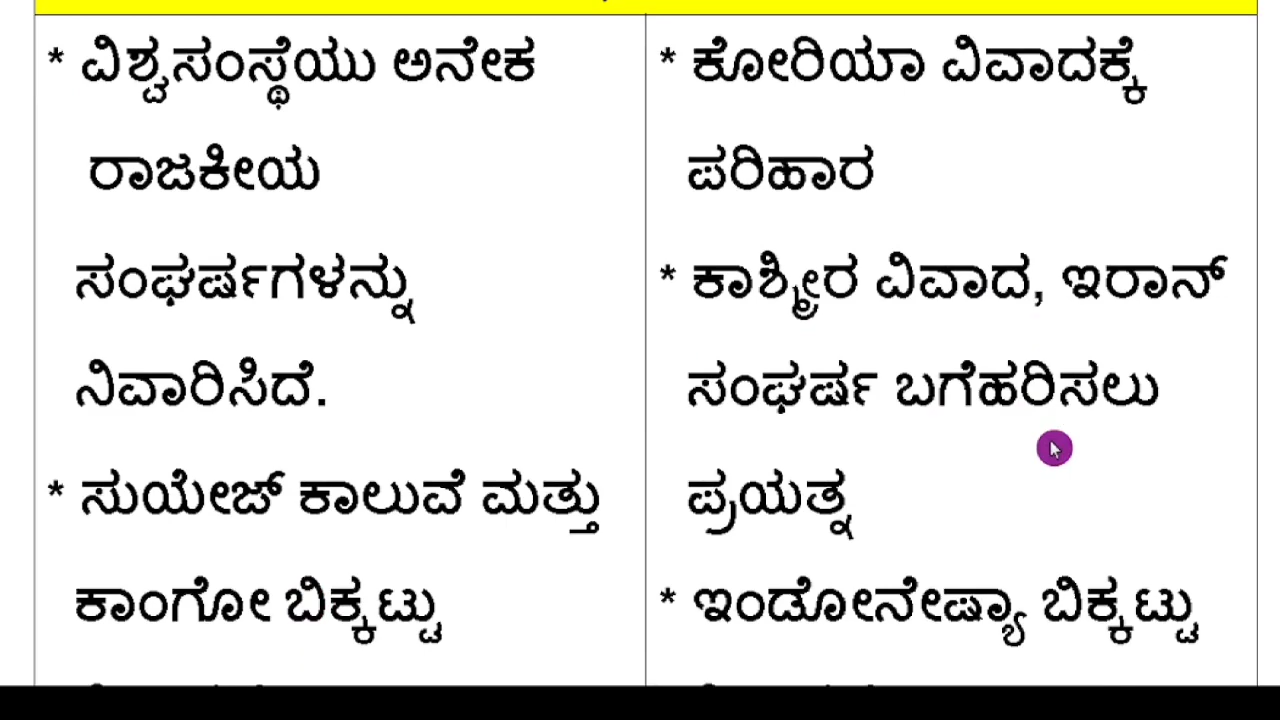 * ವಿಶ್ವಸಂಸ್ಥೆಯು ಅನೇಕ
ರಾಜಕೀಯ
ಸಂಘರ್ಷಗಳನ್ನು
ನಿವಾರಿಸಿದೆ.
* ಸುಯೇಜ್ ಕಾಲುವೆ ಮತ್ತು
ಕಾಂಗೋ ಬಿಕ್ಕಟ್ಟು
* ಕೋರಿಯಾ ವಿವಾದಕ್ಕೆ
ಪರಿಹಾರ
* ಕಾಶ್ಮೀರ ವಿವಾದ, ಇರಾನ್
ಸಂಘರ್ಷ ಬಗೆಹರಿಸಲು
ಪ್ರಯತ್ನ
* ಇಂಡೋನೇಷ್ಯಾ ಬಿಕ್ಕಟ್ಟು